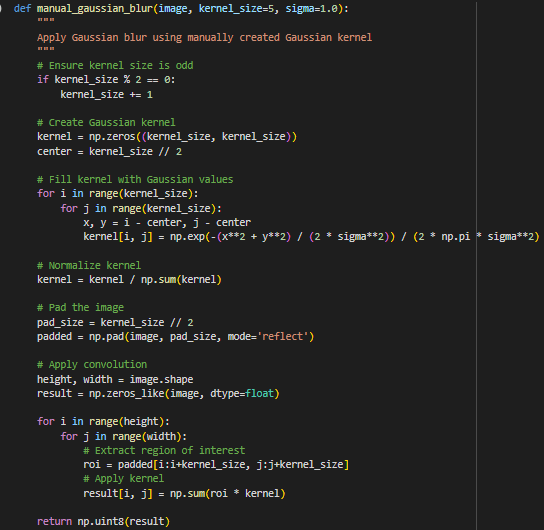 def manual_gaussian_blur(image, kernel_size=5, sigma=1.0):
    """
    Apply Gaussian blur using manually created Gaussian kernel
    """
    # Ensure kernel size is odd
    if kernel_size % 2 == 0:
        kernel_size += 1

    # Create Gaussian kernel
    kernel = np.zeros((kernel_size, kernel_size))
    center = kernel_size // 2

    # Fill kernel with Gaussian values
    for i in range(kernel_size):
        for j in range(kernel_size):
            x, y = i - center, j - center
            kernel[i, j] = np.exp(-(x**2 + y**2) / (2 * sigma**2)) / (2 * np.pi * sigma**2)

    # Normalize kernel
    kernel = kernel / np.sum(kernel)

    # Pad the image
    pad_size = kernel_size // 2
    padded = np.pad(image, pad_size, mode='reflect')

    # Apply convolution
    height, width = image.shape
    result = np.zeros_like(image, dtype=float)

    for i in range(height):
        for j in range(width):
            # Extract region of interest
            roi = padded[i:i+kernel_size, j:j+kernel_size]
            # Apply kernel
            result[i, j] = np.sum(roi * kernel)

    return np.uint8(result)